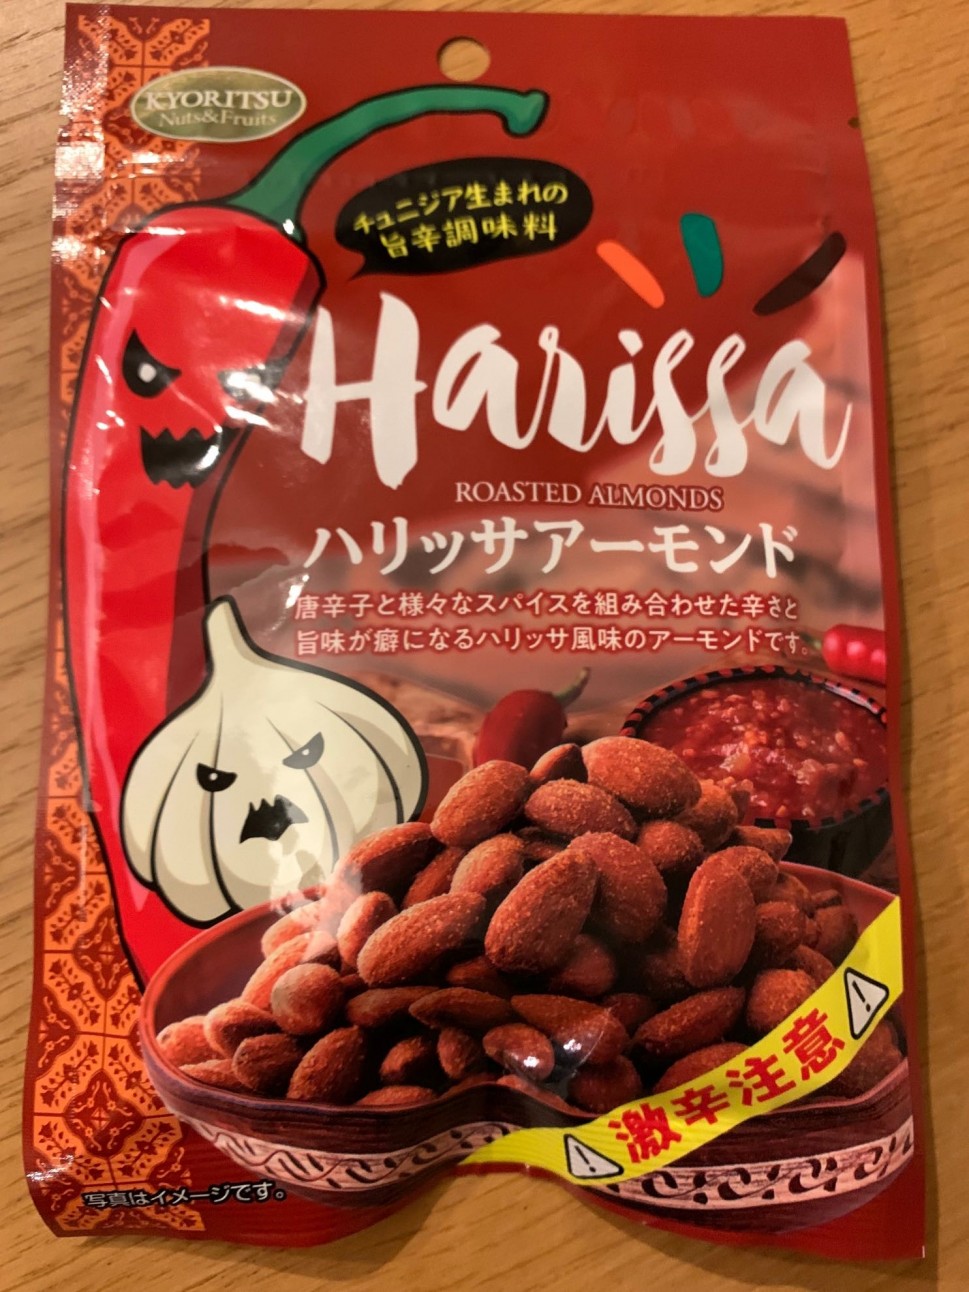 KYORITSU
Nuts&Fruits
チュニジア生まれの
旨辛調味料
Harissa
ROASTED ALMONDS
ハリッサアーモンド
唐辛子と様々なスパイスを組み合わせた辛さと
旨味が癖になるハリッサ風味のアーモンドです。
激辛注意
写真はイメージです。